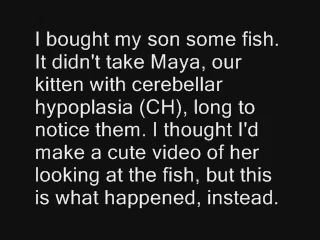 I bought my son some fish.
It didn't take Maya, our
kitten with cerebellar
hypoplasia (CH), long to
notice them. I thought I'd
make a cute video of her
looking at the fish, but this
is what happened, instead.